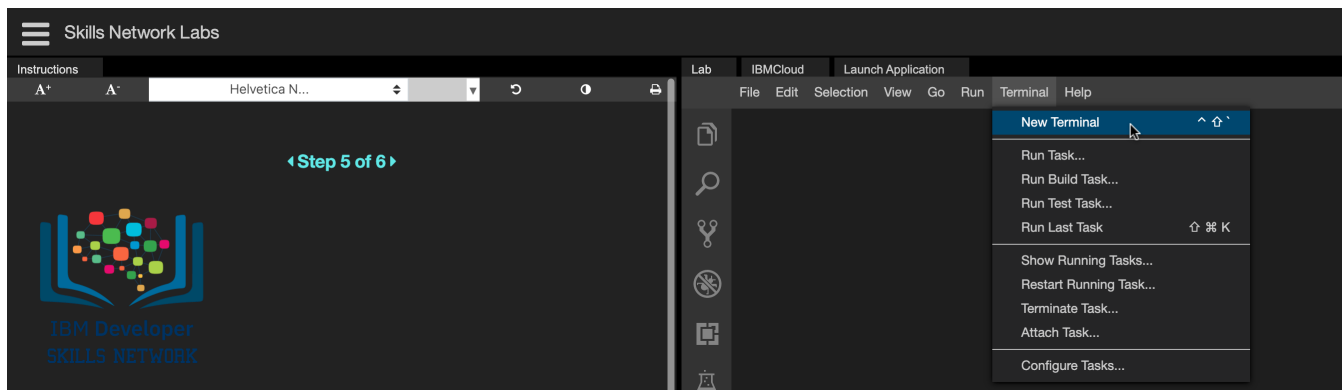 Skills Network Labs
Instructions
A+ A- Helvetica N...
Step 5 of 6
IBM Developer
SKILLS NETWORK
Lab IBMCloud Launch Application
File Edit Selection View Go Run Terminal Help
New Terminal ^ ⇧ `
Run Task...
Run Build Task...
Run Test Task...
Run Last Task ⇧ ⌘ K
Show Running Tasks...
Restart Running Task...
Terminate Task...
Attach Task...
Configure Tasks...